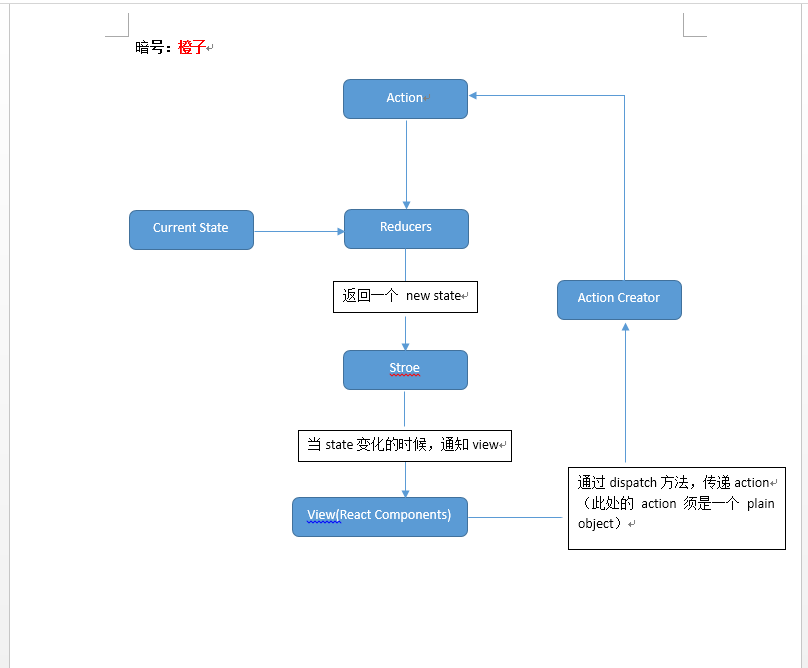 暗号：橙子
Action
Current State
Reducers
返回一个 new state
Action Creator
Stroe
当 state 变化的时候，通知 view
通过 dispatch 方法，传递 action
（此处的 action 须是一个 plain
object）
View(React Components)